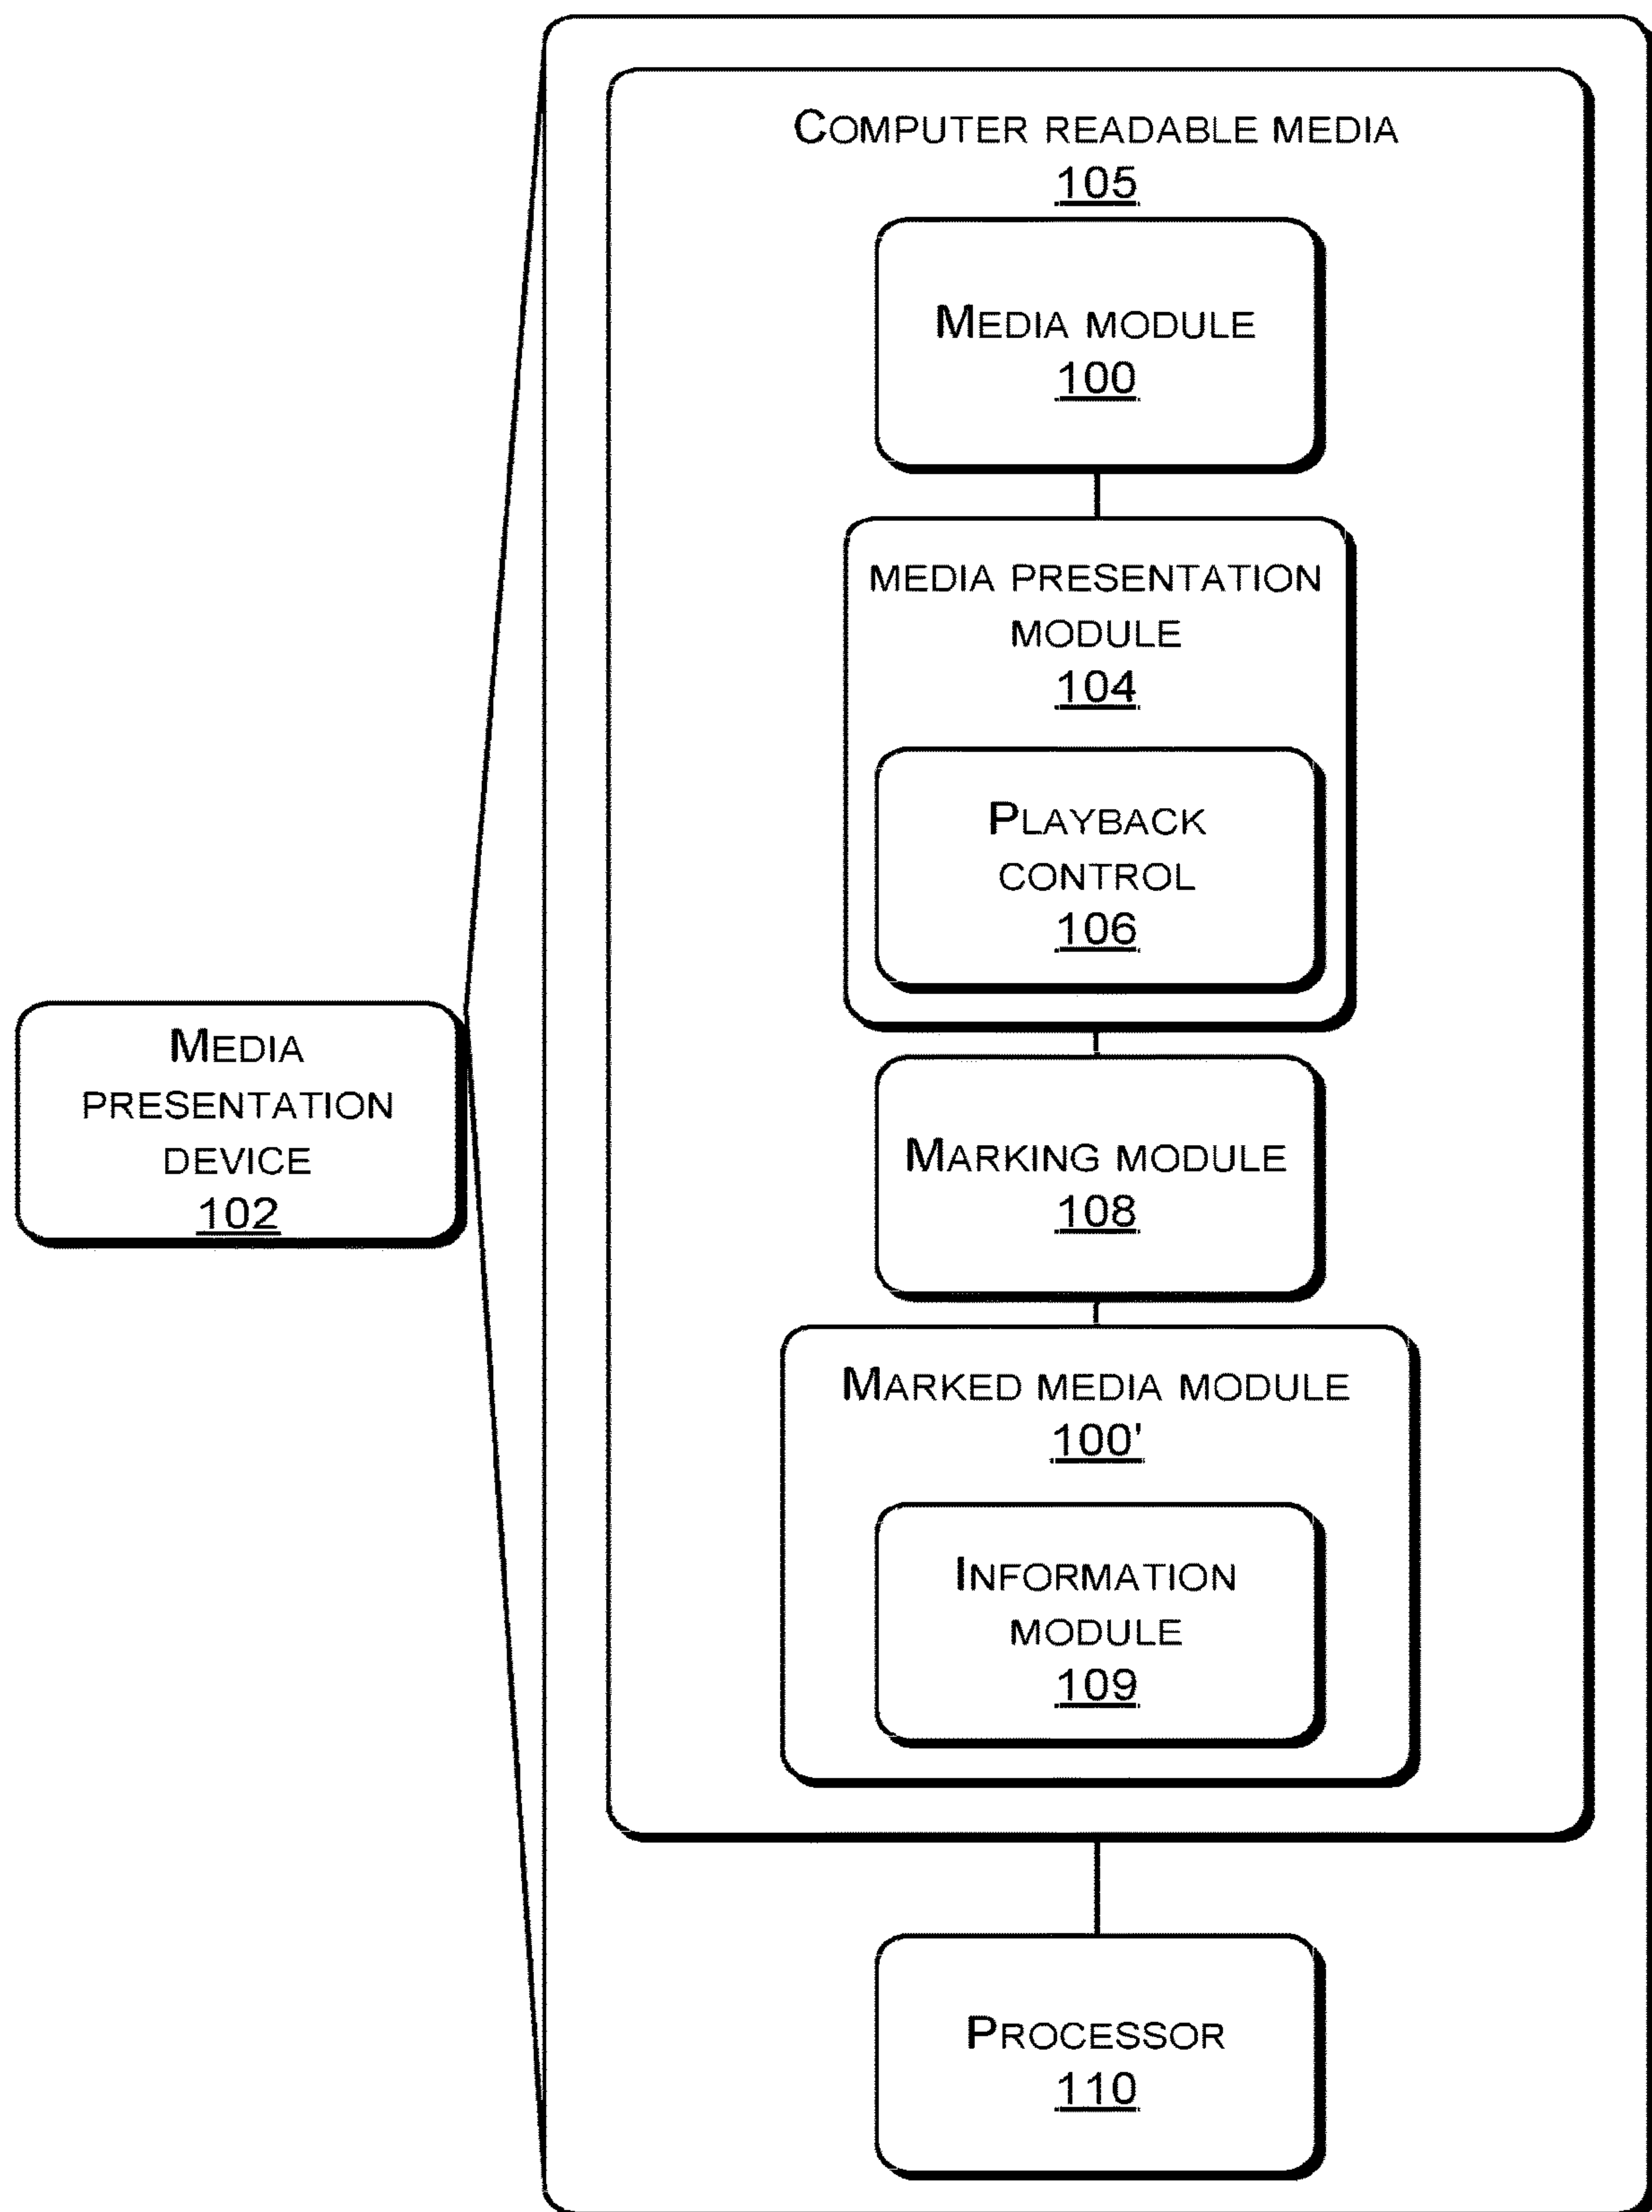 COMPUTER READABLE MEDIA
105
MEDIA MODULE
100
MEDIA PRESENTATION
MODULE
104
PLAYBACK
CONTROL
106
MEDIA
PRESENTATION
DEVICE
102
MARKING MODULE
108
MARKED MEDIA MODULE
100'
INFORMATION
MODULE
109
PROCESSOR
110